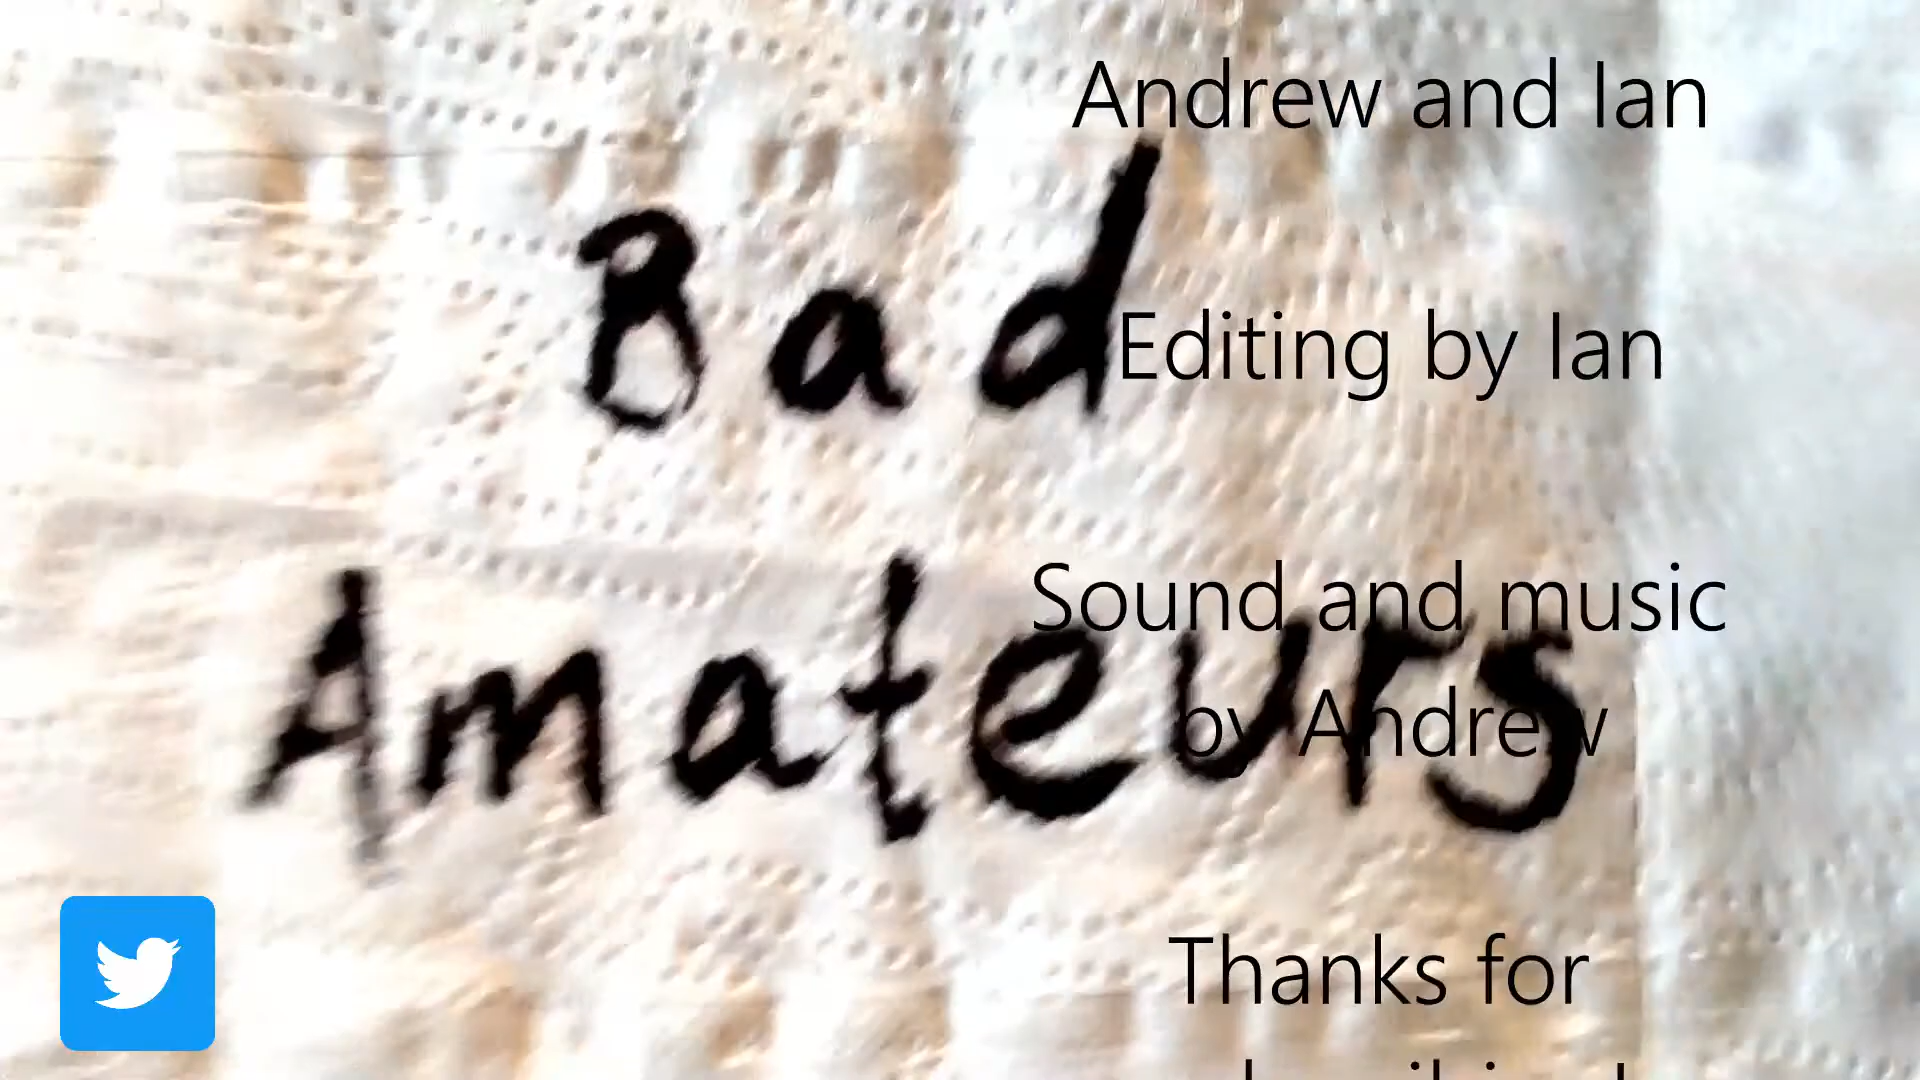 Andrew and Ian
Bad
Editing by Ian
Sound and music
Amateurs
by Andrew
Thanks for